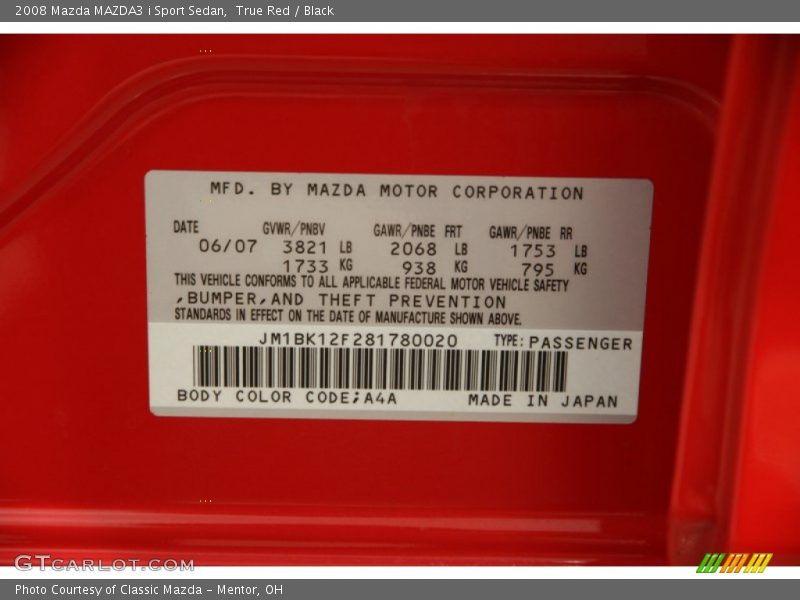 2008 Mazda MAZDA3 i Sport Sedan,  True Red / Black
MFD. BY MAZDA MOTOR CORPORATION
DATE GVWR/PNBV GAWR/PNBE FRT GAWR/PNBE RR
06/07 3821 LB 2068 LB 1753 LB
1733 KG 938 KG 795 KG
THIS VEHICLE CONFORMS TO ALL APPLICABLE FEDERAL MOTOR VEHICLE SAFETY
,BUMPER,AND THEFT PREVENTION
STANDARDS IN EFFECT ON THE DATE OF MANUFACTURE SHOWN ABOVE.
JM1BK12F281780020 TYPE: PASSENGER
BODY COLOR CODE;A4A MADE IN JAPAN
GTCARLOT.COM
Photo Courtesy of Classic Mazda - Mentor, OH